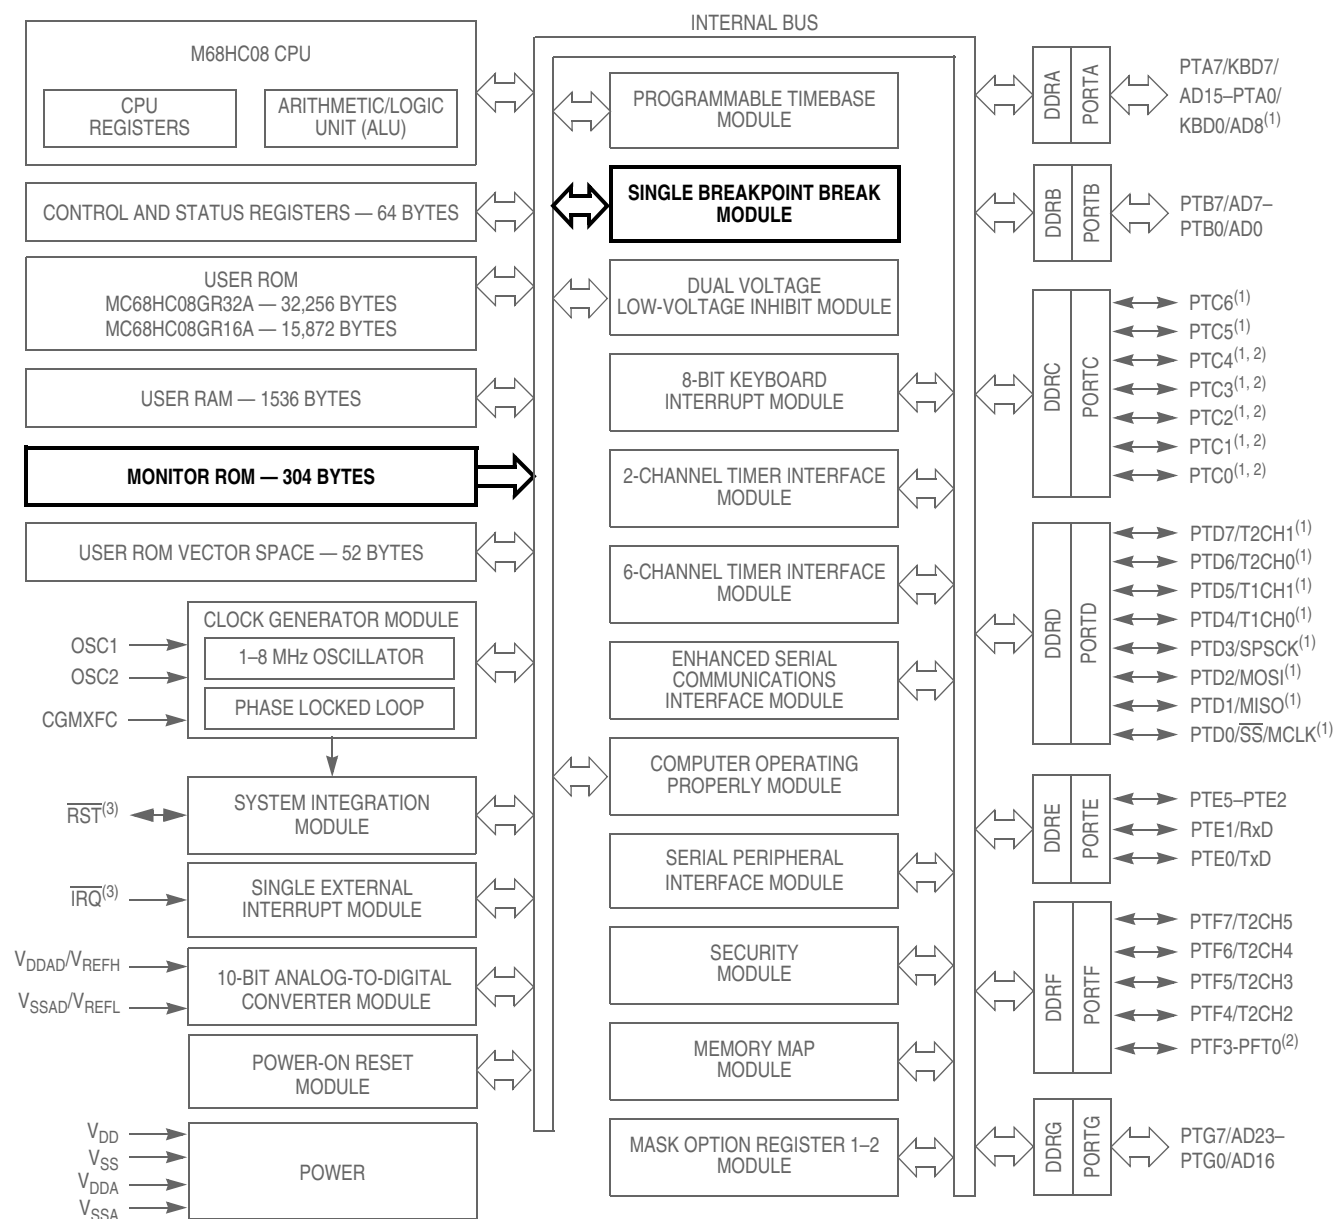 INTERNAL BUS
M68HC08 CPU
CPU
REGISTERS
ARITHMETIC/LOGIC
UNIT (ALU)
CONTROL AND STATUS REGISTERS — 64 BYTES
USER ROM
MC68HC08GR32A — 32,256 BYTES
MC68HC08GR16A — 15,872 BYTES
USER RAM — 1536 BYTES
MONITOR ROM — 304 BYTES
USER ROM VECTOR SPACE — 52 BYTES
CLOCK GENERATOR MODULE
1–8 MHz OSCILLATOR
PHASE LOCKED LOOP
OSC1
OSC2
CGMXFC
SYSTEM INTEGRATION
MODULE
RST(3)
SINGLE EXTERNAL
INTERRUPT MODULE
IRQ(3)
10-BIT ANALOG-TO-DIGITAL
CONVERTER MODULE
VDDAD/VREFH
VSSAD/VREFL
POWER-ON RESET
MODULE
POWER
VDD
VSS
VDDA
VSSA
PROGRAMMABLE TIMEBASE
MODULE
SINGLE BREAKPOINT BREAK
MODULE
DUAL VOLTAGE
LOW-VOLTAGE INHIBIT MODULE
8-BIT KEYBOARD
INTERRUPT MODULE
2-CHANNEL TIMER INTERFACE
MODULE
6-CHANNEL TIMER INTERFACE
MODULE
ENHANCED SERIAL
COMMUNICATIONS
INTERFACE MODULE
COMPUTER OPERATING
PROPERLY MODULE
SERIAL PERIPHERAL
INTERFACE MODULE
SECURITY
MODULE
MEMORY MAP
MODULE
MASK OPTION REGISTER 1–2
MODULE
DDRA
PORTA
PTA7/KBD7/
AD15–PTA0/
KBD0/AD8(1)
DDRB
PORTB
PTB7/AD7–
PTB0/AD0
DDRC
PORTC
PTC6(1)
PTC5(1)
PTC4(1, 2)
PTC3(1, 2)
PTC2(1, 2)
PTC1(1, 2)
PTC0(1, 2)
DDRD
PORTD
PTD7/T2CH1(1)
PTD6/T2CH0(1)
PTD5/T1CH1(1)
PTD4/T1CH0(1)
PTD3/SPSCK(1)
PTD2/MOSI(1)
PTD1/MISO(1)
PTD0/SS/MCLK(1)
DDRE
PORTE
PTE5–PTE2
PTE1/RxD
PTE0/TxD
DDRF
PORTF
PTF7/T2CH5
PTF6/T2CH4
PTF5/T2CH3
PTF4/T2CH2
PTF3-PFT0(2)
DDRG
PORTG
PTG7/AD23–
PTG0/AD16